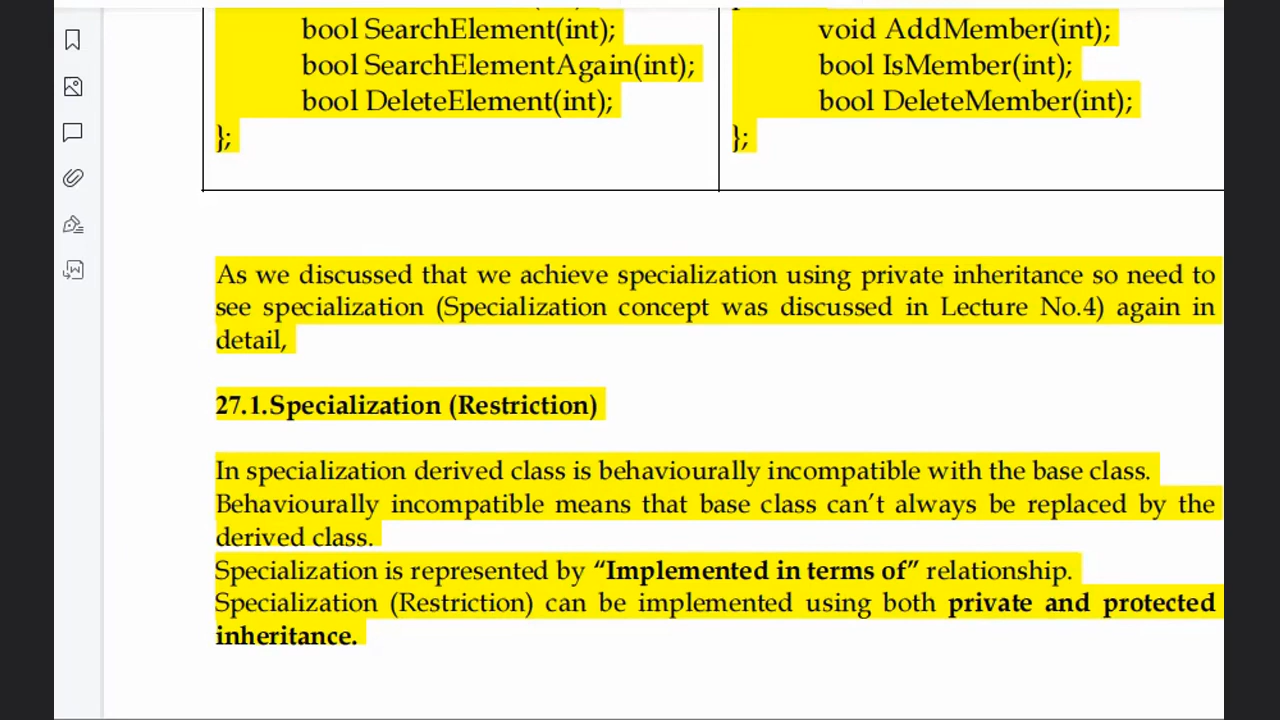 bool SearchElement(int);
bool SearchElementAgain(int);
bool DeleteElement(int);
};
void AddMember(int);
bool IsMember(int);
bool DeleteMember(int);
};
As we discussed that we achieve specialization using private inheritance so need to
see specialization (Specialization concept was discussed in Lecture No.4) again in
detail,
27.1.Specialization (Restriction)
In specialization derived class is behaviourally incompatible with the base class.
Behaviourally incompatible means that base class can’t always be replaced by the
derived class.
Specialization is represented by “Implemented in terms of” relationship.
Specialization (Restriction) can be implemented using both private and protected
inheritance.